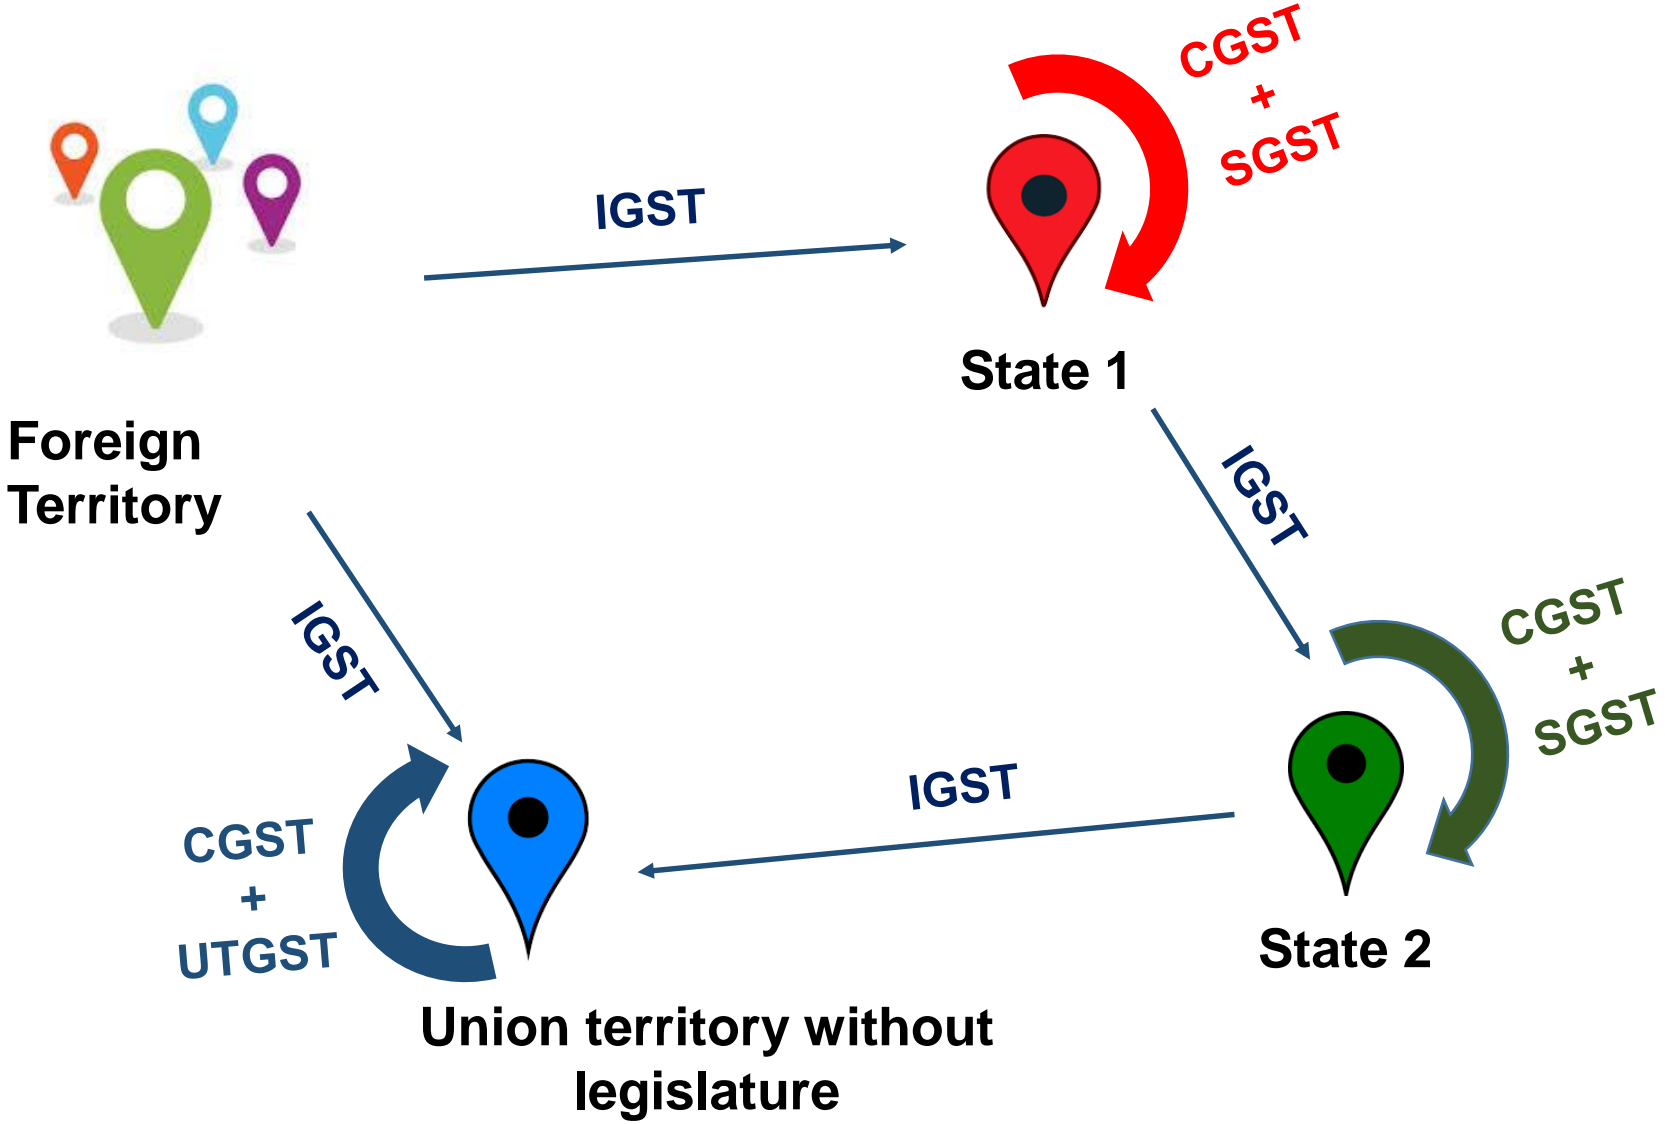 CGST
+
SGST
IGST
State 1
Foreign
Territory
IGST
IGST
CGST
+
SGST
IGST
CGST
+
UTGST
State 2
Union territory without
legislature